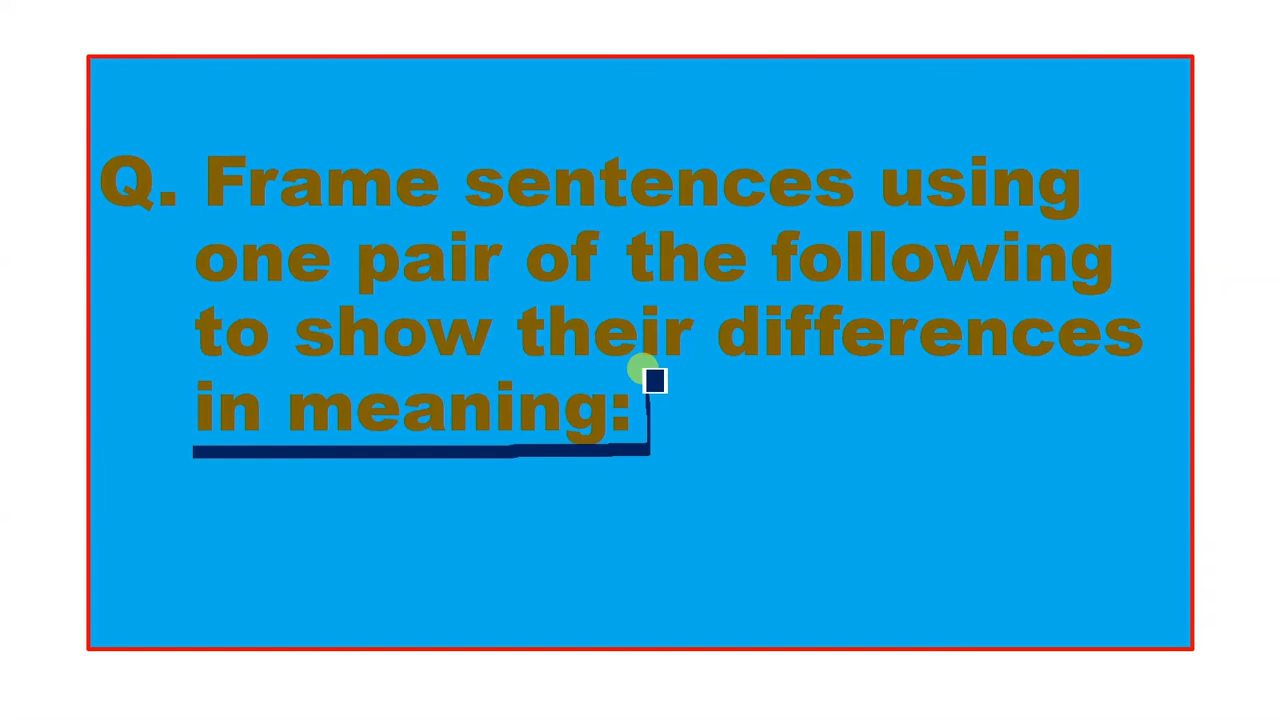 Q. Frame sentences using
one pair of the following
to show their differences
in meaning: